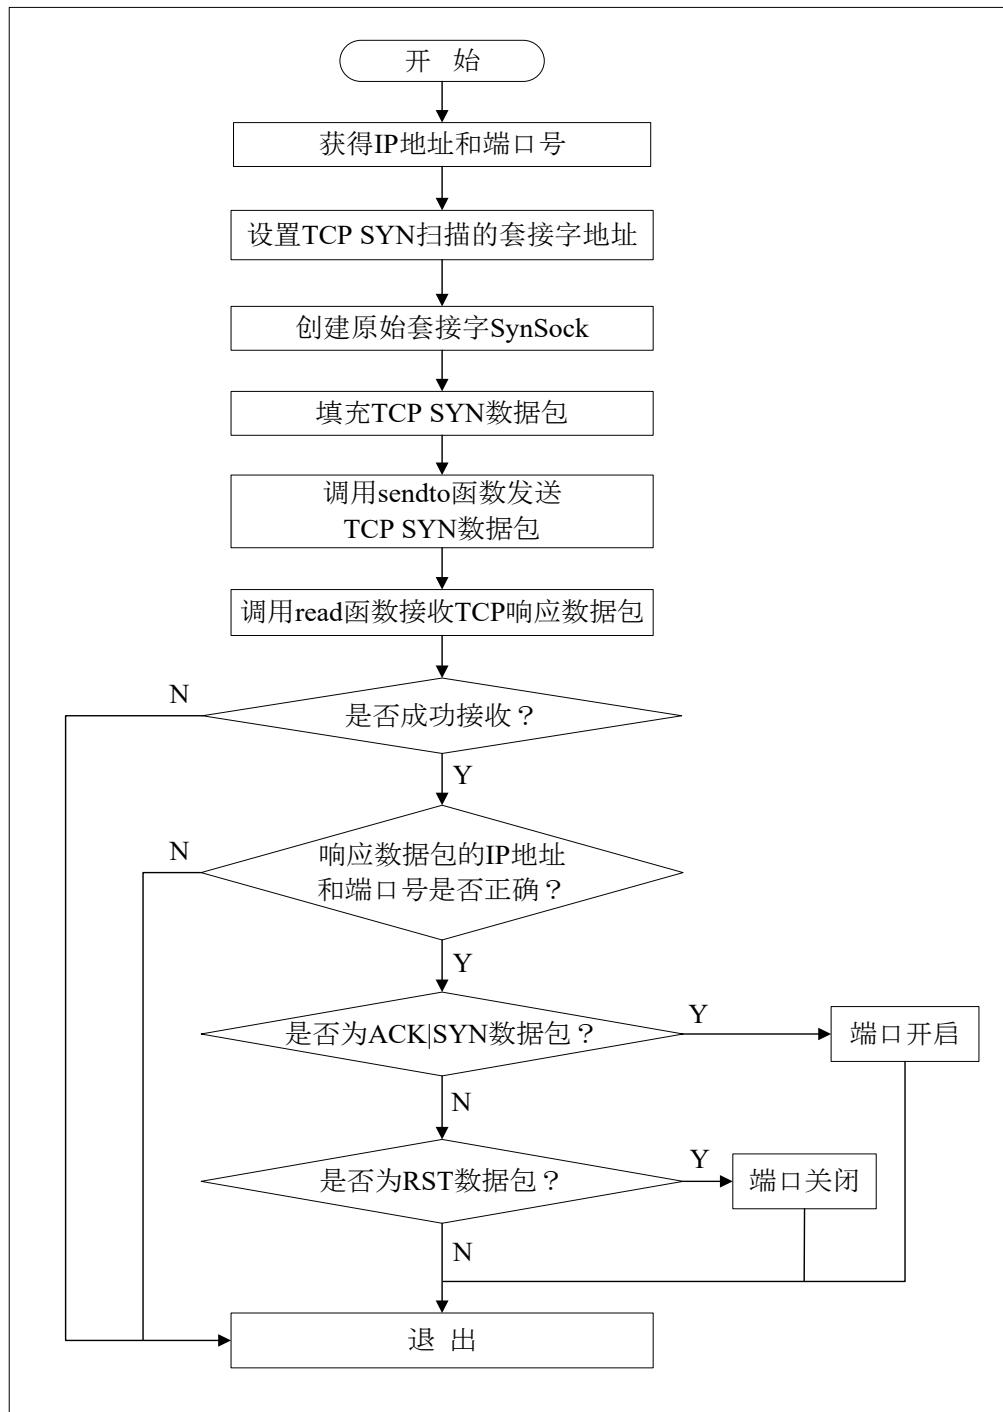 开 始
获得IP地址和端口号
设置TCP SYN扫描的套接字地址
创建原始套接字SynSock
填充TCP SYN数据包
调用sendto函数发送
TCP SYN数据包
调用read函数接收TCP响应数据包
N
是否成功接收？
Y
N
响应数据包的IP地址
和端口号是否正确？
Y
是否为ACK|SYN数据包？
Y
端口开启
N
是否为RST数据包？
Y
端口关闭
N
退 出